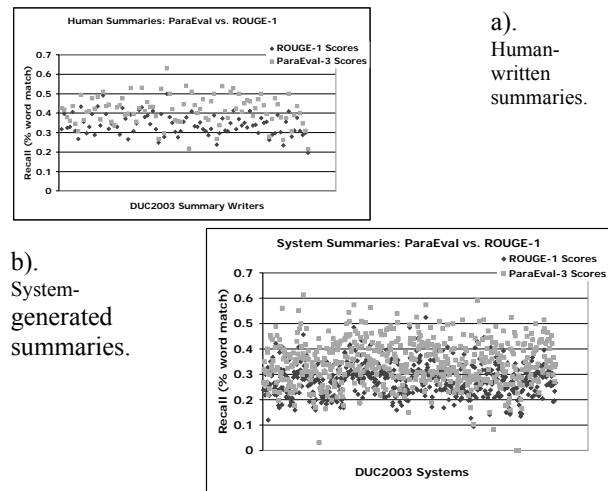 Human Summaries: ParaEval vs. ROUGE-1
ROUGE-1 Scores
ParaEval-3 Scores
Recall (% word match)
0.7
0.6
0.5
0.4
0.3
0.2
0.1
0
DUC2003 Summary Writers
a).
Human-
written
summaries.
b).
System-
generated
summaries.
System Summaries: ParaEval vs. ROUGE-1
ROUGE-1 Scores
ParaEval-3 Scores
Recall (% word match)
0.7
0.6
0.5
0.4
0.3
0.2
0.1
0
DUC2003 Systems